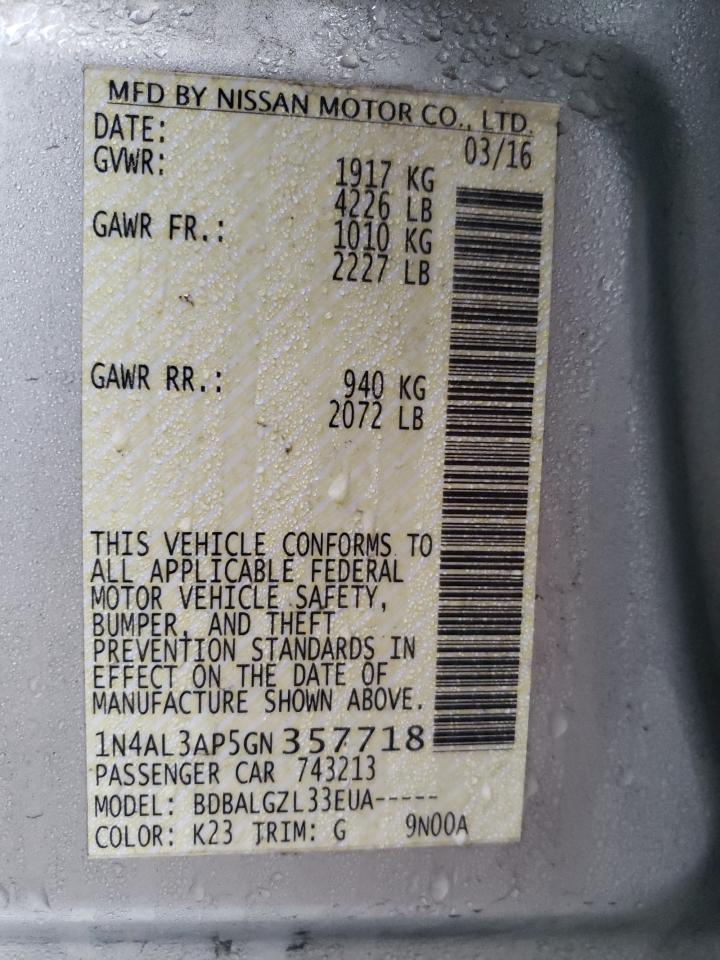 MFD BY NISSAN MOTOR CO., LTD.
DATE: 03/16
GVWR: 1917 KG
4226 LB
GAWR FR.: 1010 KG
2227 LB
GAWR RR.: 940 KG
2072 LB
THIS VEHICLE CONFORMS TO
ALL APPLICABLE FEDERAL
MOTOR VEHICLE SAFETY,
BUMPER, AND THEFT
PREVENTION STANDARDS IN
EFFECT ON THE DATE OF
MANUFACTURE SHOWN ABOVE.
1N4AL3AP5GN357718
PASSENGER CAR 743213
MODEL: BDBALGZL33EUA-----
COLOR: K23 TRIM: G 9N00A